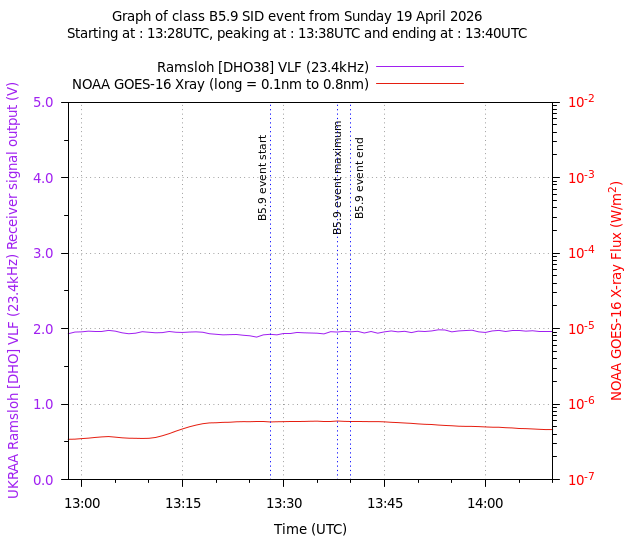 Graph of class B5.9 SID event from Sunday 19 April 2026
Starting at : 13:28UTC, peaking at : 13:38UTC and ending at : 13:40UTC
Ramsloh [DHO38] VLF (23.4kHz)
NOAA GOES-16 Xray (long = 0.1nm to 0.8nm)
UKRAA Ramsloh [DHO] VLF (23.4kHz) Receiver signal output (V)
5.0
4.0
3.0
2.0
1.0
0.0
B5.9 event start
B5.9 event maximum
B5.9 event end
10-2
10-3
10-4
10-5
10-6
10-7
NOAA GOES-16 X-ray Flux (W/m2)
13:00 13:15 13:30 13:45 14:00
Time (UTC)